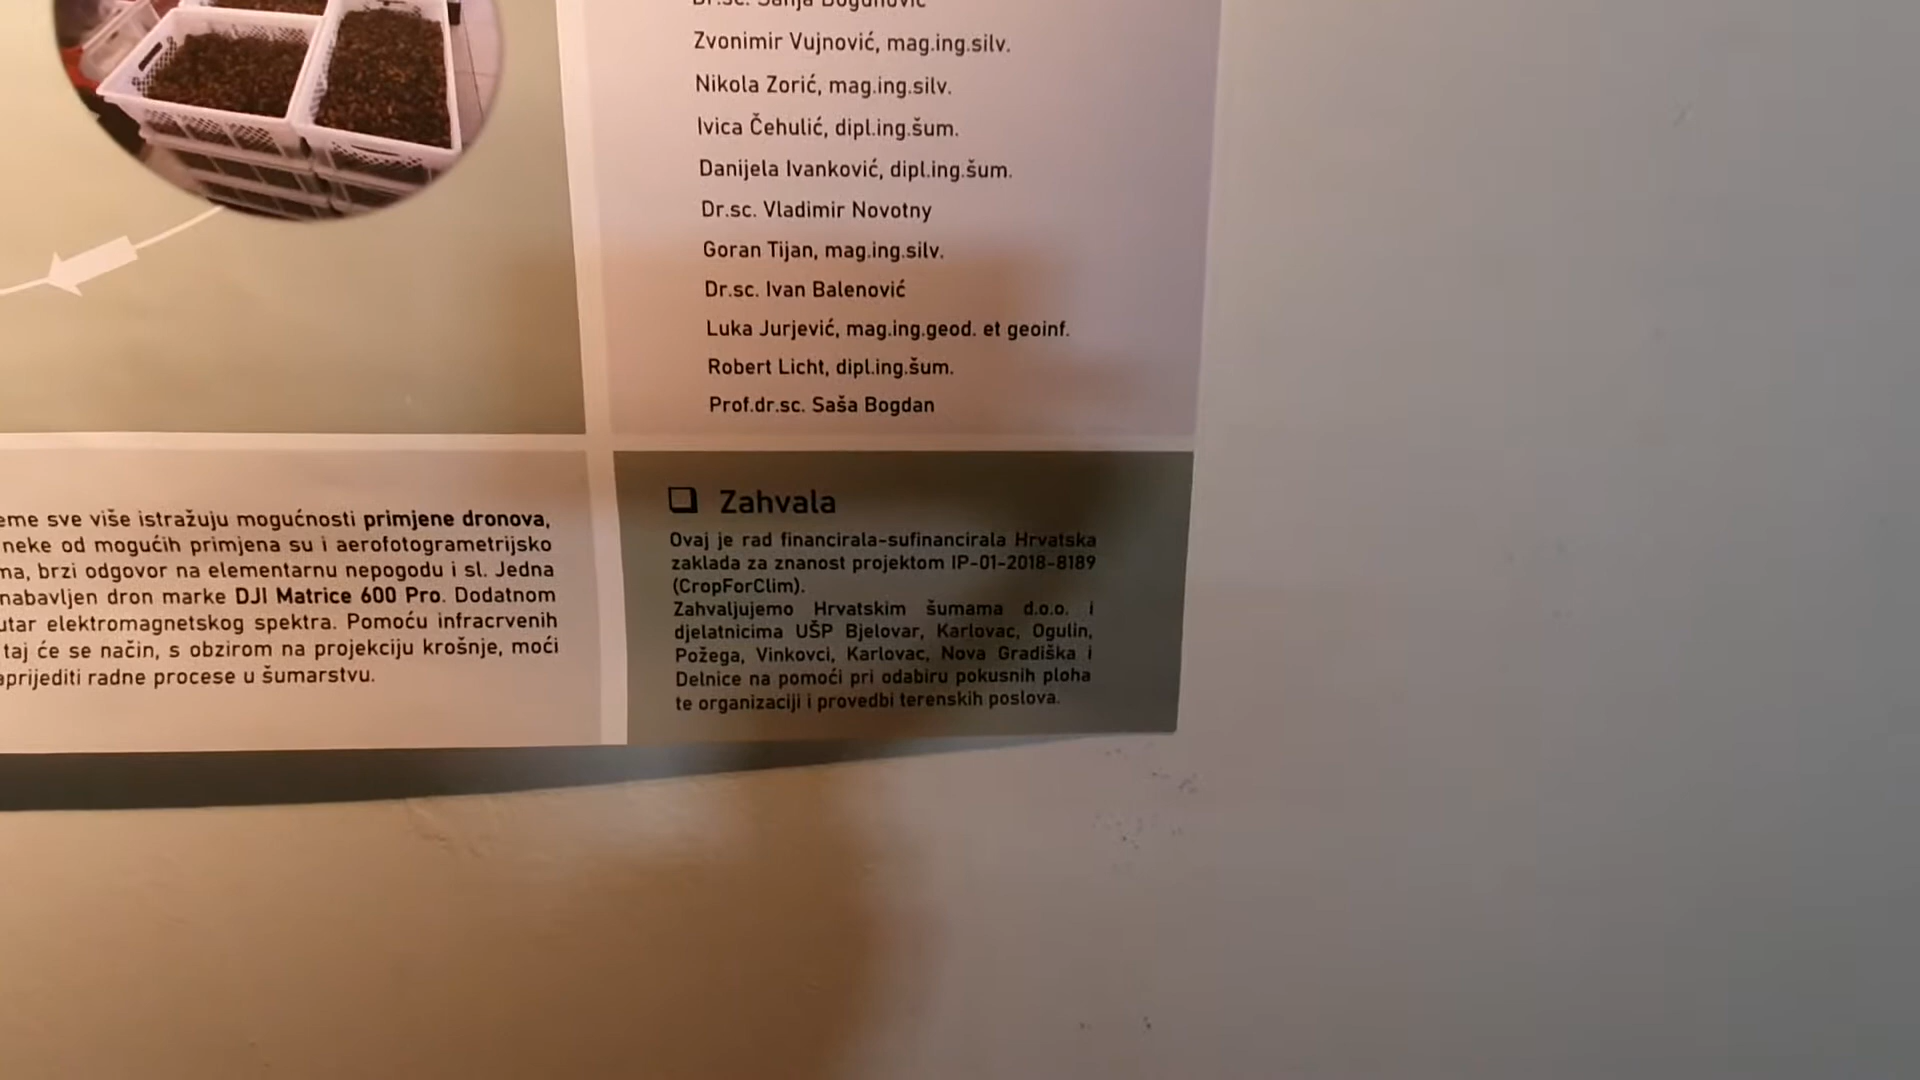 Zvonimir Vujnović, mag.ing.silv.
Nikola Zorić, mag.ing.silv.
Ivica Čehulić, dipl.ing.šum.
Danijela Ivanković, dipl.ing.šum.
Dr.sc. Vladimir Novotny
Goran Tijan, mag.ing.silv.
Dr.sc. Ivan Balenović
Luka Jurjević, mag.ing.geod. et geoinf.
Robert Licht, dipl.ing.šum.
Prof.dr.sc. Saša Bogdan
sve više istražuju mogućnosti primjene dronova,
neke od mogućih primjena su i aerofotogrametrijsko
brzi odgovor na elementarnu nepogodu i sl. Jedna
nabavljen dron marke DJI Matrice 600 Pro. Dodatnom
elektromagnetskog spektra. Pomoću infracrvenih
taj će se način, s obzirom na projekciju krošnje, moći
radne procese u šumarstvu.
Zahvala
Ovaj je rad financirala-sufinancirala Hrvatska
zaklada za znanost projektom IP-01-2018-8189
(CropForClim).
Zahvaljujemo Hrvatskim šumama d.o.o. i
djelatnicima UŠP Bjelovar, Karlovac, Ogulin,
Požega, Vinkovci, Karlovac, Nova Gradiška i
Delnice na pomoći pri odabiru pokusnih ploha
te organizaciji i provedbi terenskih poslova.